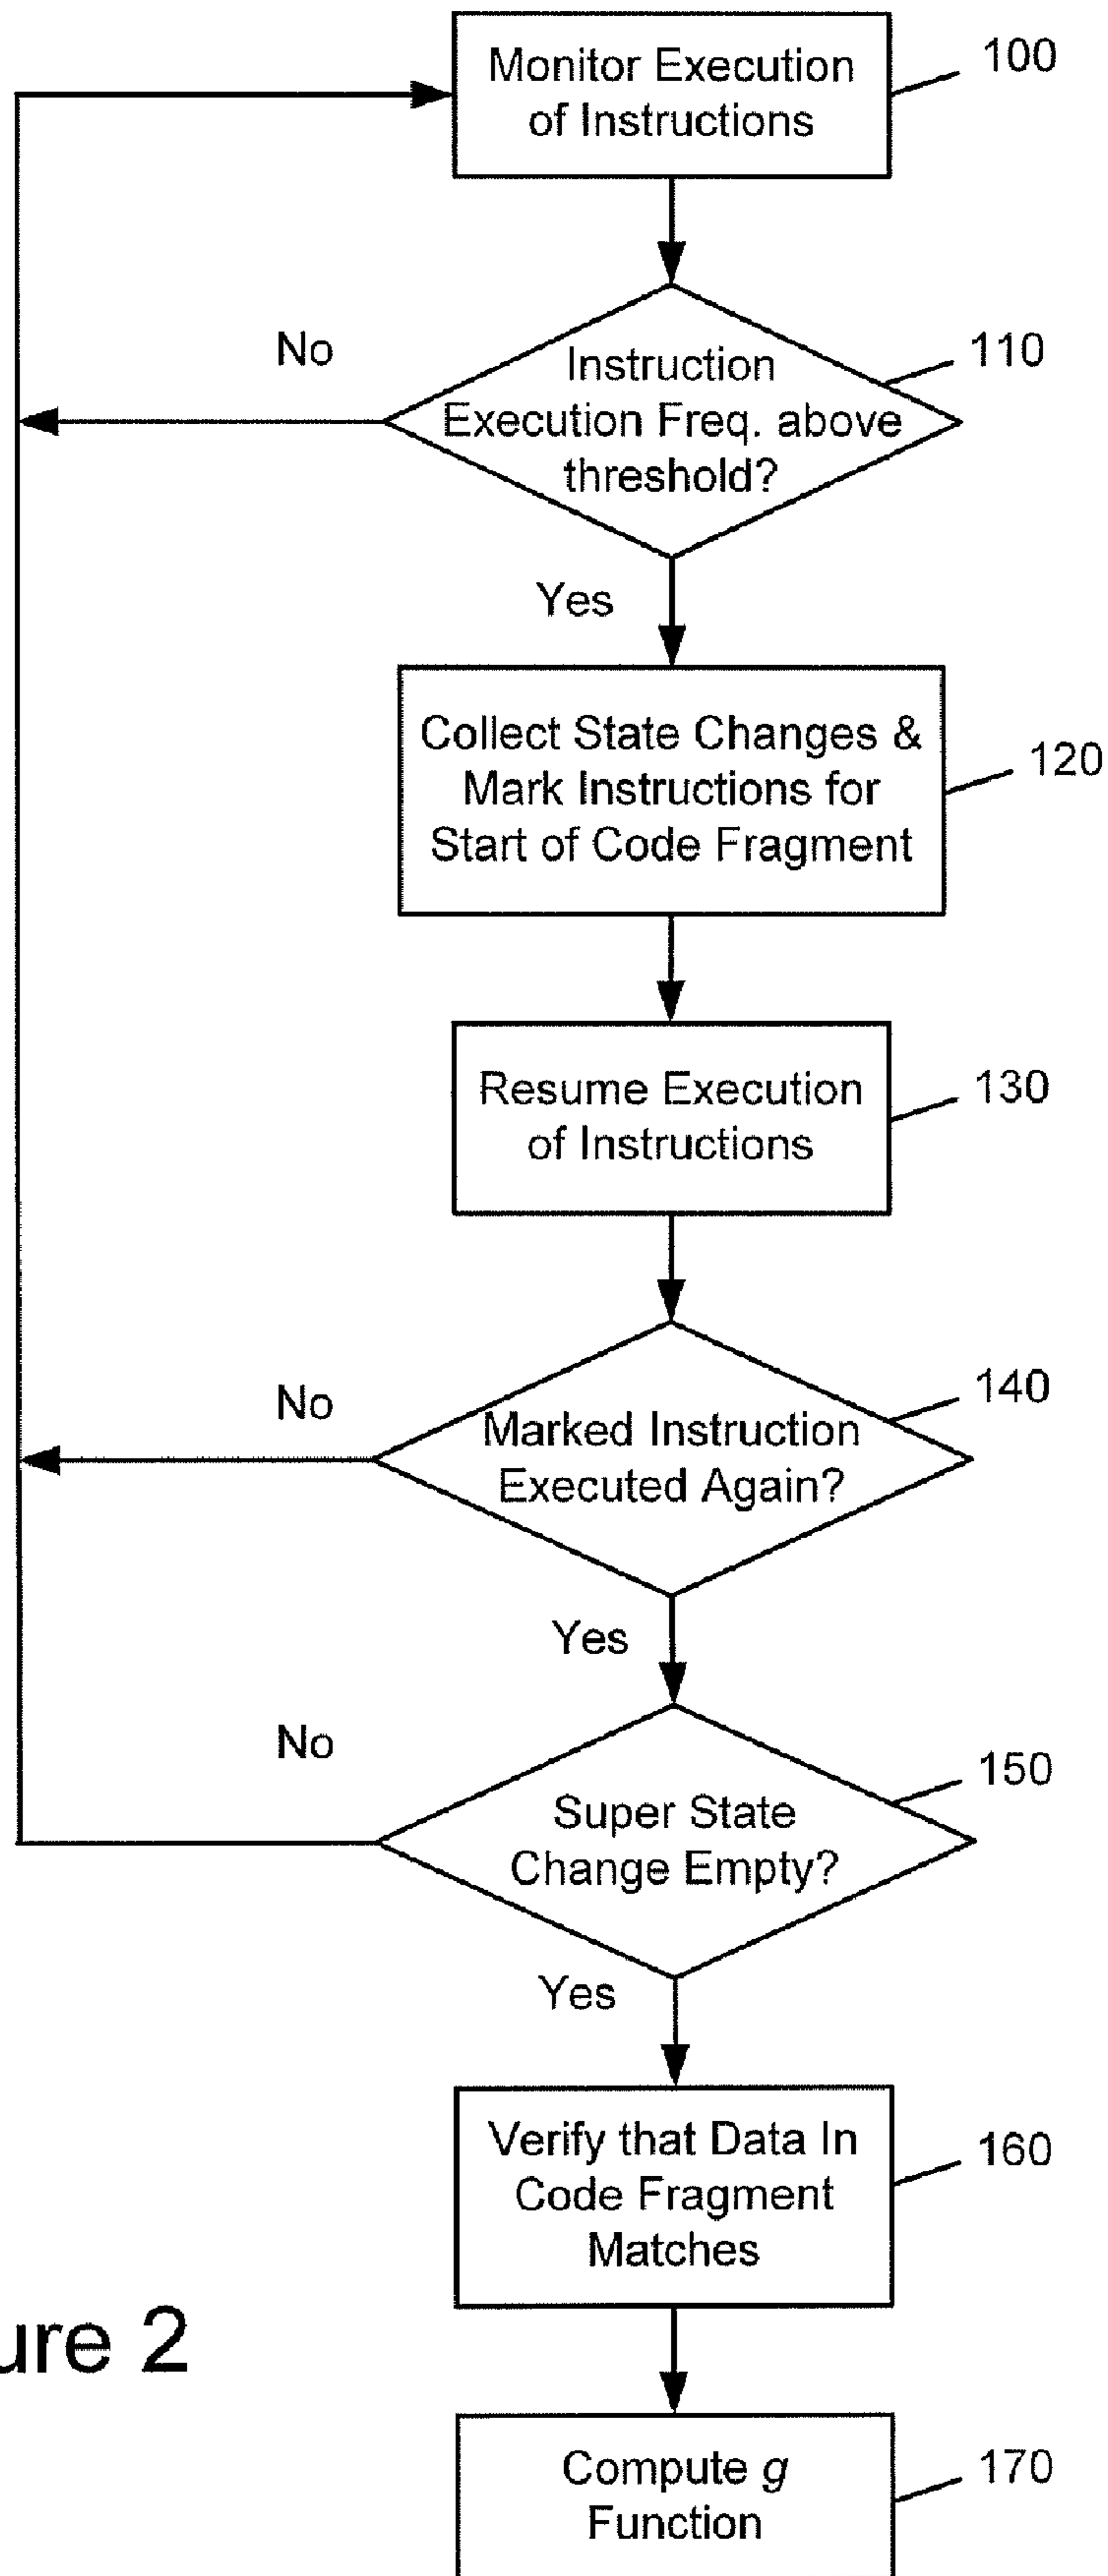 Monitor Execution
of Instructions
100
No
Instruction
Execution Freq. above
threshold?
110
Yes
Collect State Changes &
Mark Instructions for
Start of Code Fragment
120
Resume Execution
of Instructions
130
No
Marked Instruction
Executed Again?
140
Yes
No
Super State
Change Empty?
150
Yes
Verify that Data In
Code Fragment
Matches
160
ure 2
Compute g
Function
170